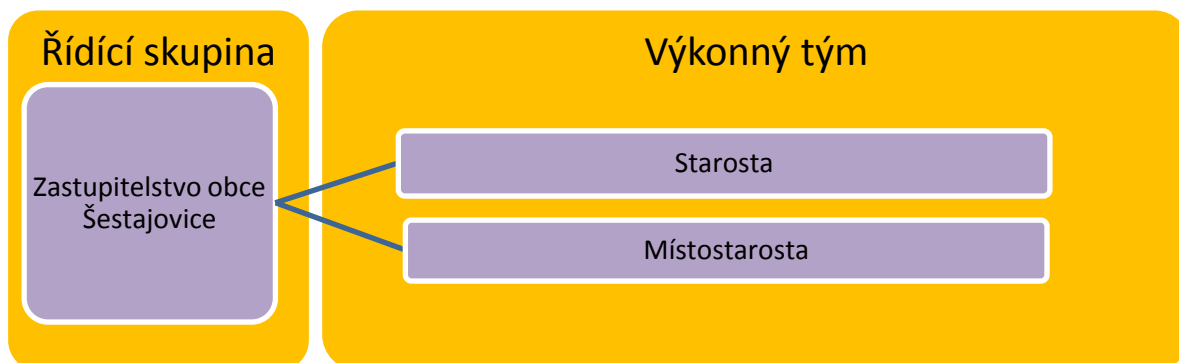 Řídící skupina
Zastupitelstvo obce
Šestajovice
Výkonný tým
Starosta
Místostarosta